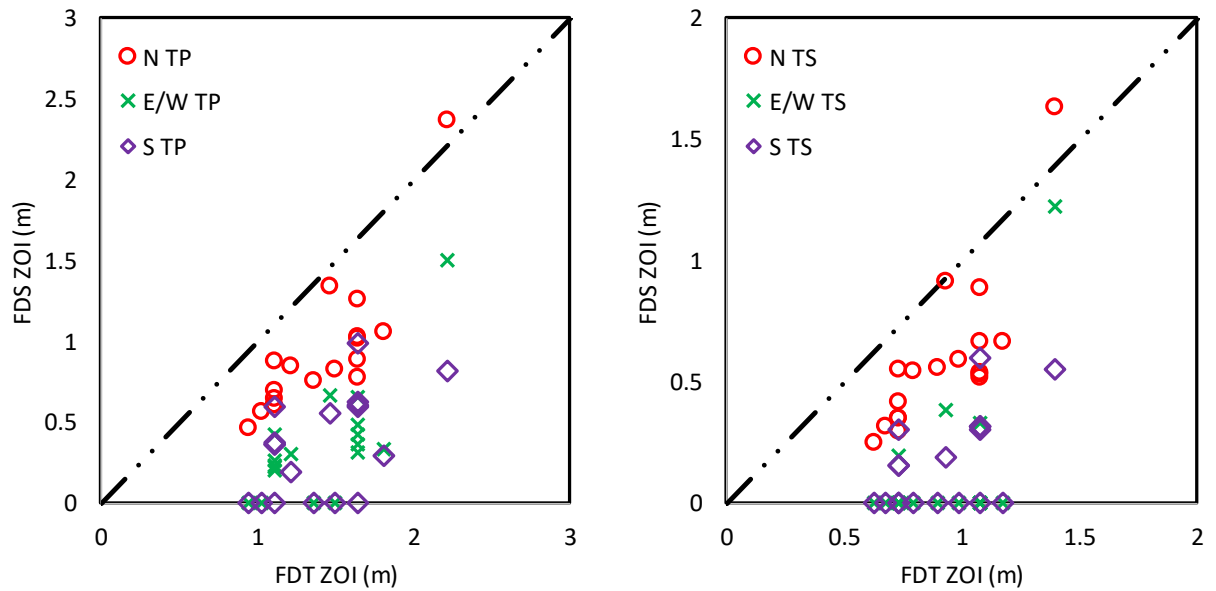 3
2.5
2
1.5
1
0.5
0
0
1
2
3
FDS ZOI (m)
FDT ZOI (m)
N TP
E/W TP
S TP
2
1.5
1
0.5
0
0
0.5
1
1.5
2
FDS ZOI (m)
FDT ZOI (m)
N TS
E/W TS
S TS